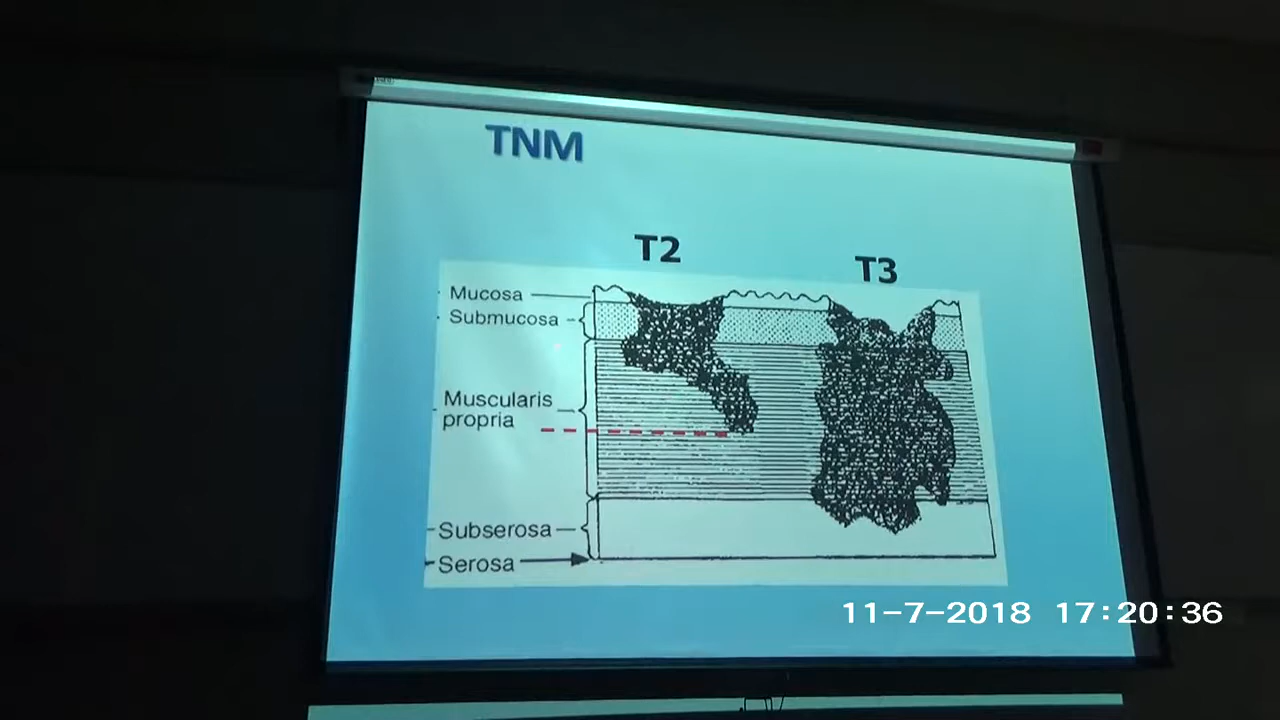 TNM
T2
T3
Mucosa
Submucosa
Muscularis
propria
Subserosa
Serosa
11-7-2018 17:20:36